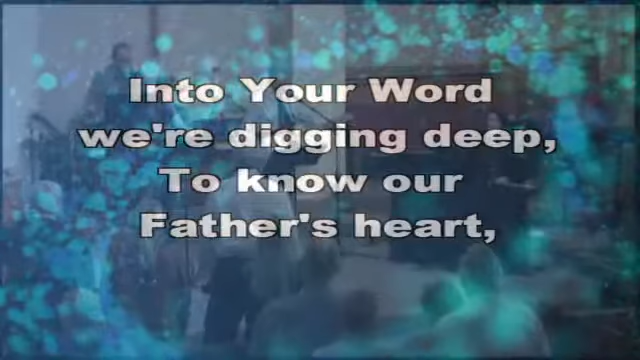 Into Your Word
we're digging deep,
To know our
Father's heart,